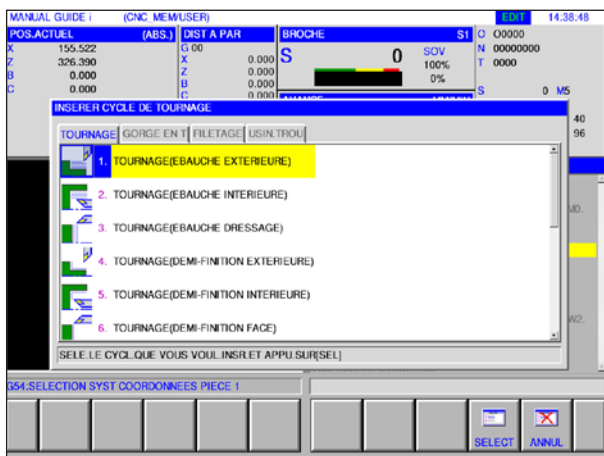 MANUAL GUIDE i (CNC_MEM/USER) EDIT 14:38:48
POS.ACTUEL (ABS.) DIST A PAR BROCHE S1 O O0000
X 155.522 G 00 S 0 SOV N 00000000
Z 326.390 X 0.000 100% T 0000
B 0.000 Z 0.000 0%
C 0.000 B 0.000 S 0 M5
C 0.000
INSERER CYCLE DE TOURNAGE
40
TOURNAGE GORGE EN T FILETAGE USIN.TROU 96
1. TOURNAGE(EBAUCHE EXTERIEURE)
2. TOURNAGE(EBAUCHE INTERIEURE)
M0.
3. TOURNAGE(EBAUCHE DRESSAGE)
4. TOURNAGE(DEMI-FINITION EXTERIEURE)
5. TOURNAGE(DEMI-FINITION INTERIEURE)
W2.
6. TOURNAGE(DEMI-FINITION FACE)
SELE.LE CYCL.QUE VOUS VOUL.INSR.ET APPU.SUR[SEL]
G54:SELECTION SYST COORDONNEES PIECE 1
SELECT ANNUL